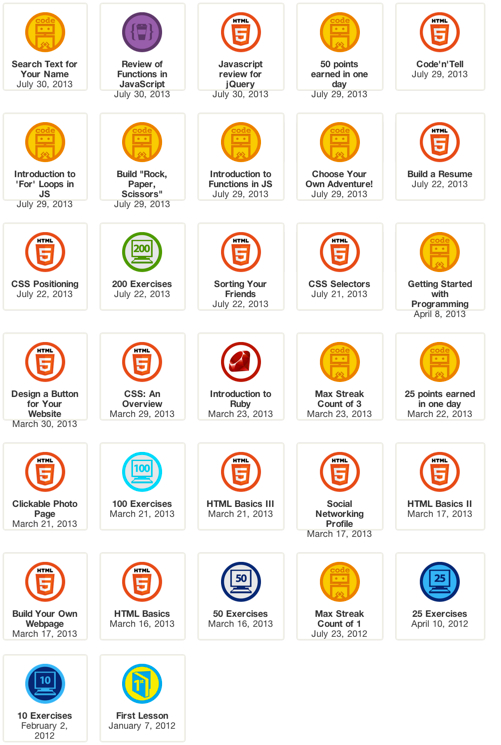 code
Search Text for
Your Name
July 30, 2013
Review of
Functions in
JavaScript
July 30, 2013
HTML
5
Javascript
review for
jQuery
July 30, 2013
code
50 points
earned in one
day
July 30, 2013
HTML
5
Code'n'Tell
July 29, 2013
code
Introduction to
'For' Loops in
JS
July 29, 2013
code
Build "Rock,
Paper,
Scissors"
July 29, 2013
code
Introduction to
Functions in JS
July 29, 2013
code
Choose Your
Own Adventure!
July 29, 2013
HTML
5
Build a Resume
July 22, 2013
HTML
5
CSS Positioning
July 22, 2013
200
200 Exercises
July 22, 2013
HTML
5
Sorting Your
Friends
July 22, 2013
HTML
5
CSS Selectors
July 21, 2013
code
Getting Started
with
Programming
April 8, 2013
HTML
5
Design a Button
for Your
Website
March 30, 2013
HTML
5
CSS: An
Overview
March 29, 2013
Introduction to
Ruby
March 23, 2013
code
Max Streak
Count of 3
March 23, 2013
code
25 points earned
in one day
March 22, 2013
HTML
5
Clickable Photo
Page
March 21, 2013
100
100 Exercises
March 21, 2013
HTML
5
HTML Basics III
March 21, 2013
HTML
5
Social
Networking
Profile
March 17, 2013
HTML
5
HTML Basics II
March 17, 2013
HTML
5
Build Your Own
Webpage
March 17, 2013
HTML
5
HTML Basics
March 16, 2013
50
50 Exercises
March 16, 2013
code
Max Streak
Count of 1
July 23, 2012
25
25 Exercises
April 10, 2012
10
10 Exercises
February 2,
2012
1st
First Lesson
January 7, 2012